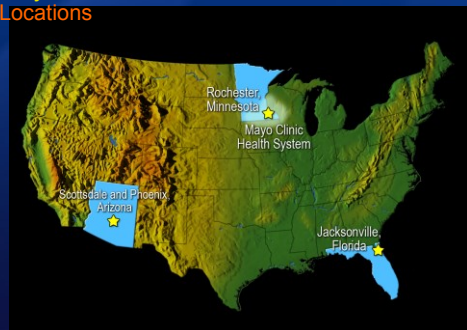 Locations
Rochester,
Minnesota
Mayo Clinic
Health System
Scottsdale and Phoenix,
Arizona
Jacksonville,
Florida